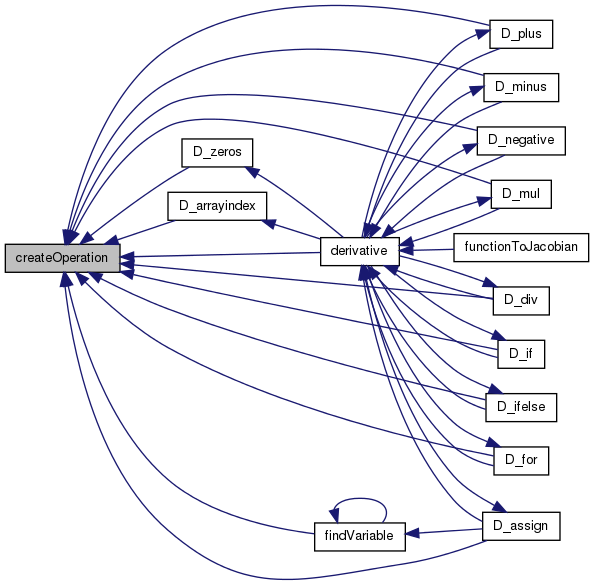 D_plus
D_minus
D_negative
D_zeros
D_mul
D_arrayindex
derivative
functionToJacobian
createOperation
D_div
D_if
D_ifelse
D_for
D_assign
findVariable